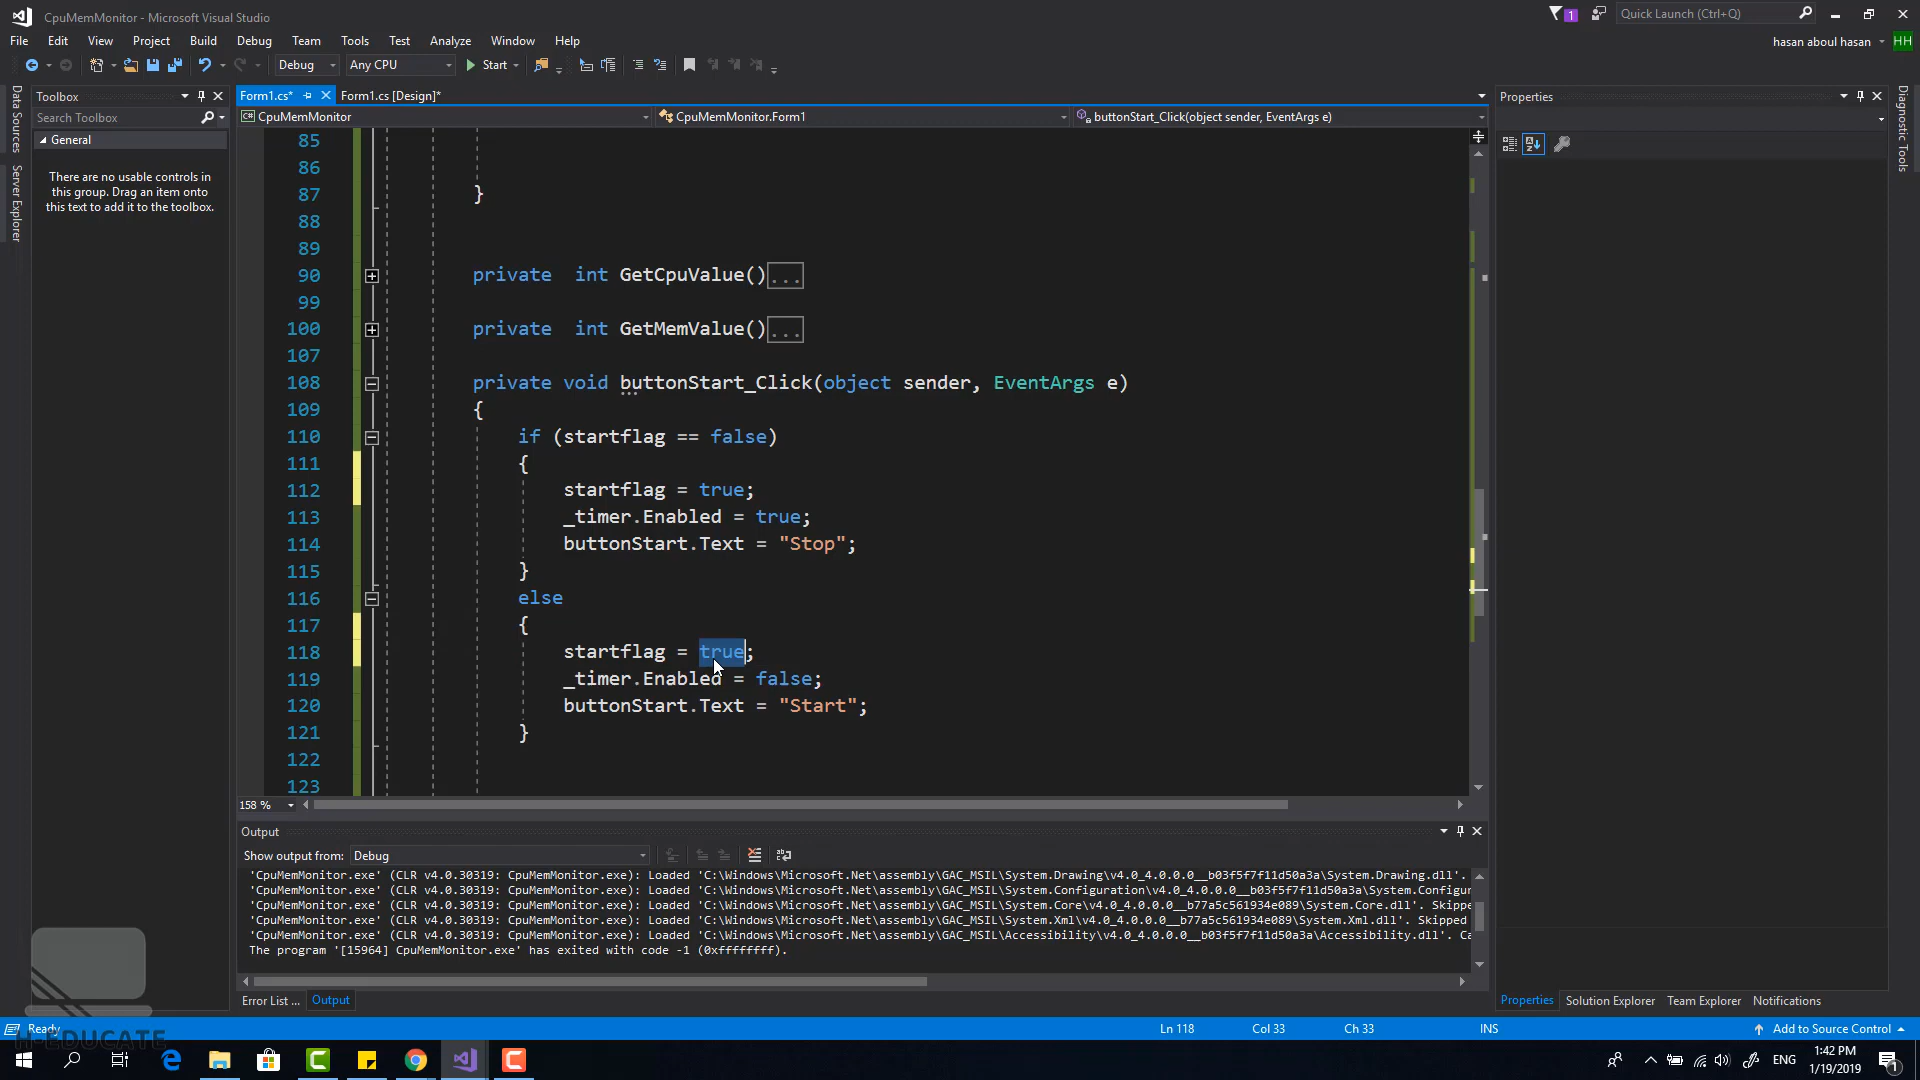 CpuMemMonitor - Microsoft Visual Studio
1
Quick Launch (Ctrl+Q)
File Edit View Project Build Debug Team Tools Test Analyze Window Help
hasan aboul hasan
HH
Debug Any CPU Start
Data Sources
Server Explorer
Toolbox
Search Toolbox
General
There are no usable controls in
this group. Drag an item onto
this text to add it to the toolbox.
Form1.cs* Form1.cs [Design]*
CpuMemMonitor CpuMemMonitor.Form1 buttonStart_Click(object sender, EventArgs e)
85
86
87 }
88
89
90 private int GetCpuValue()...
99
100 private int GetMemValue()...
107
108 private void buttonStart_Click(object sender, EventArgs e)
109 {
110 if (startflag == false)
111 {
112 startflag = true;
113 _timer.Enabled = true;
114 buttonStart.Text = "Stop";
115 }
116 else
117 {
118 startflag = true;
119 _timer.Enabled = false;
120 buttonStart.Text = "Start";
121 }
122
123
158 %
Output
Show output from: Debug
'CpuMemMonitor.exe' (CLR v4.0.30319: CpuMemMonitor.exe): Loaded 'C:\Windows\Microsoft.Net\assembly\GAC_MSIL\System.Drawing\v4.0_4.0.0.0__b03f5f7f11d50a3a\System.Drawing.dll'.
'CpuMemMonitor.exe' (CLR v4.0.30319: CpuMemMonitor.exe): Loaded 'C:\Windows\Microsoft.Net\assembly\GAC_MSIL\System.Configuration\v4.0_4.0.0.0__b03f5f7f11d50a3a\System.Configur
'CpuMemMonitor.exe' (CLR v4.0.30319: CpuMemMonitor.exe): Loaded 'C:\Windows\Microsoft.Net\assembly\GAC_MSIL\System.Core\v4.0_4.0.0.0__b77a5c561934e089\System.Core.dll'. Skippe
'CpuMemMonitor.exe' (CLR v4.0.30319: CpuMemMonitor.exe): Loaded 'C:\Windows\Microsoft.Net\assembly\GAC_MSIL\System.Xml\v4.0_4.0.0.0__b77a5c561934e089\System.Xml.dll'. Skipped
'CpuMemMonitor.exe' (CLR v4.0.30319: CpuMemMonitor.exe): Loaded 'C:\Windows\Microsoft.Net\assembly\GAC_MSIL\Accessibility\v4.0_4.0.0.0__b03f5f7f11d50a3a\Accessibility.dll'. Ca
The program '[15964] CpuMemMonitor.exe' has exited with code -1 (0xffffffff).
Error List ... Output
Properties
Diagnostic Tools
Properties Solution Explorer Team Explorer Notifications
Ready Ln 118 Col 33 Ch 33 INS Add to Source Control
H-EDUCATE
ENG
1:42 PM
1/19/2019
1